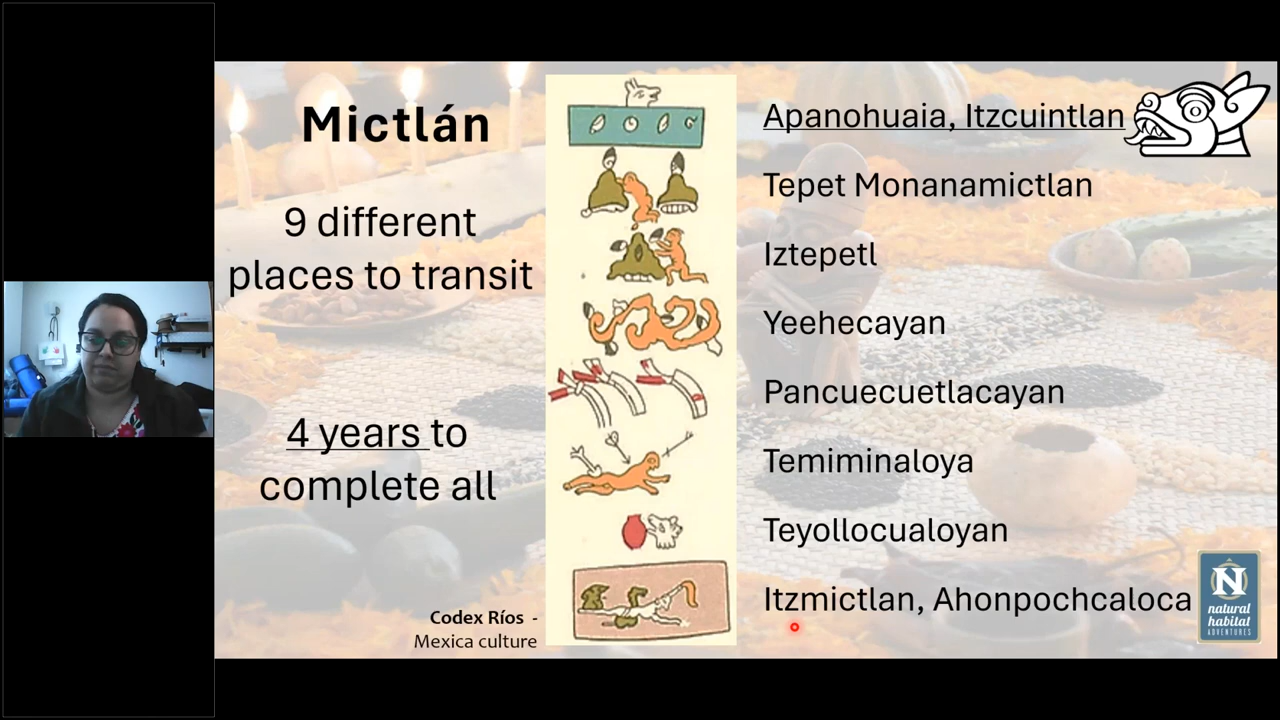 Mictlán
9 different
places to transit
4 years to
complete all
Codex Ríos -
Mexica culture
Apanohuaia, Itzcuintlan
Tepet Monanamictlan
Iztepetl
Yeehecayan
Pancuecuetlacayan
Temiminaloya
Teyollocualoyan
Itzmictlan, Ahonpochcaloca
N
natural
habitat
ADVENTURES